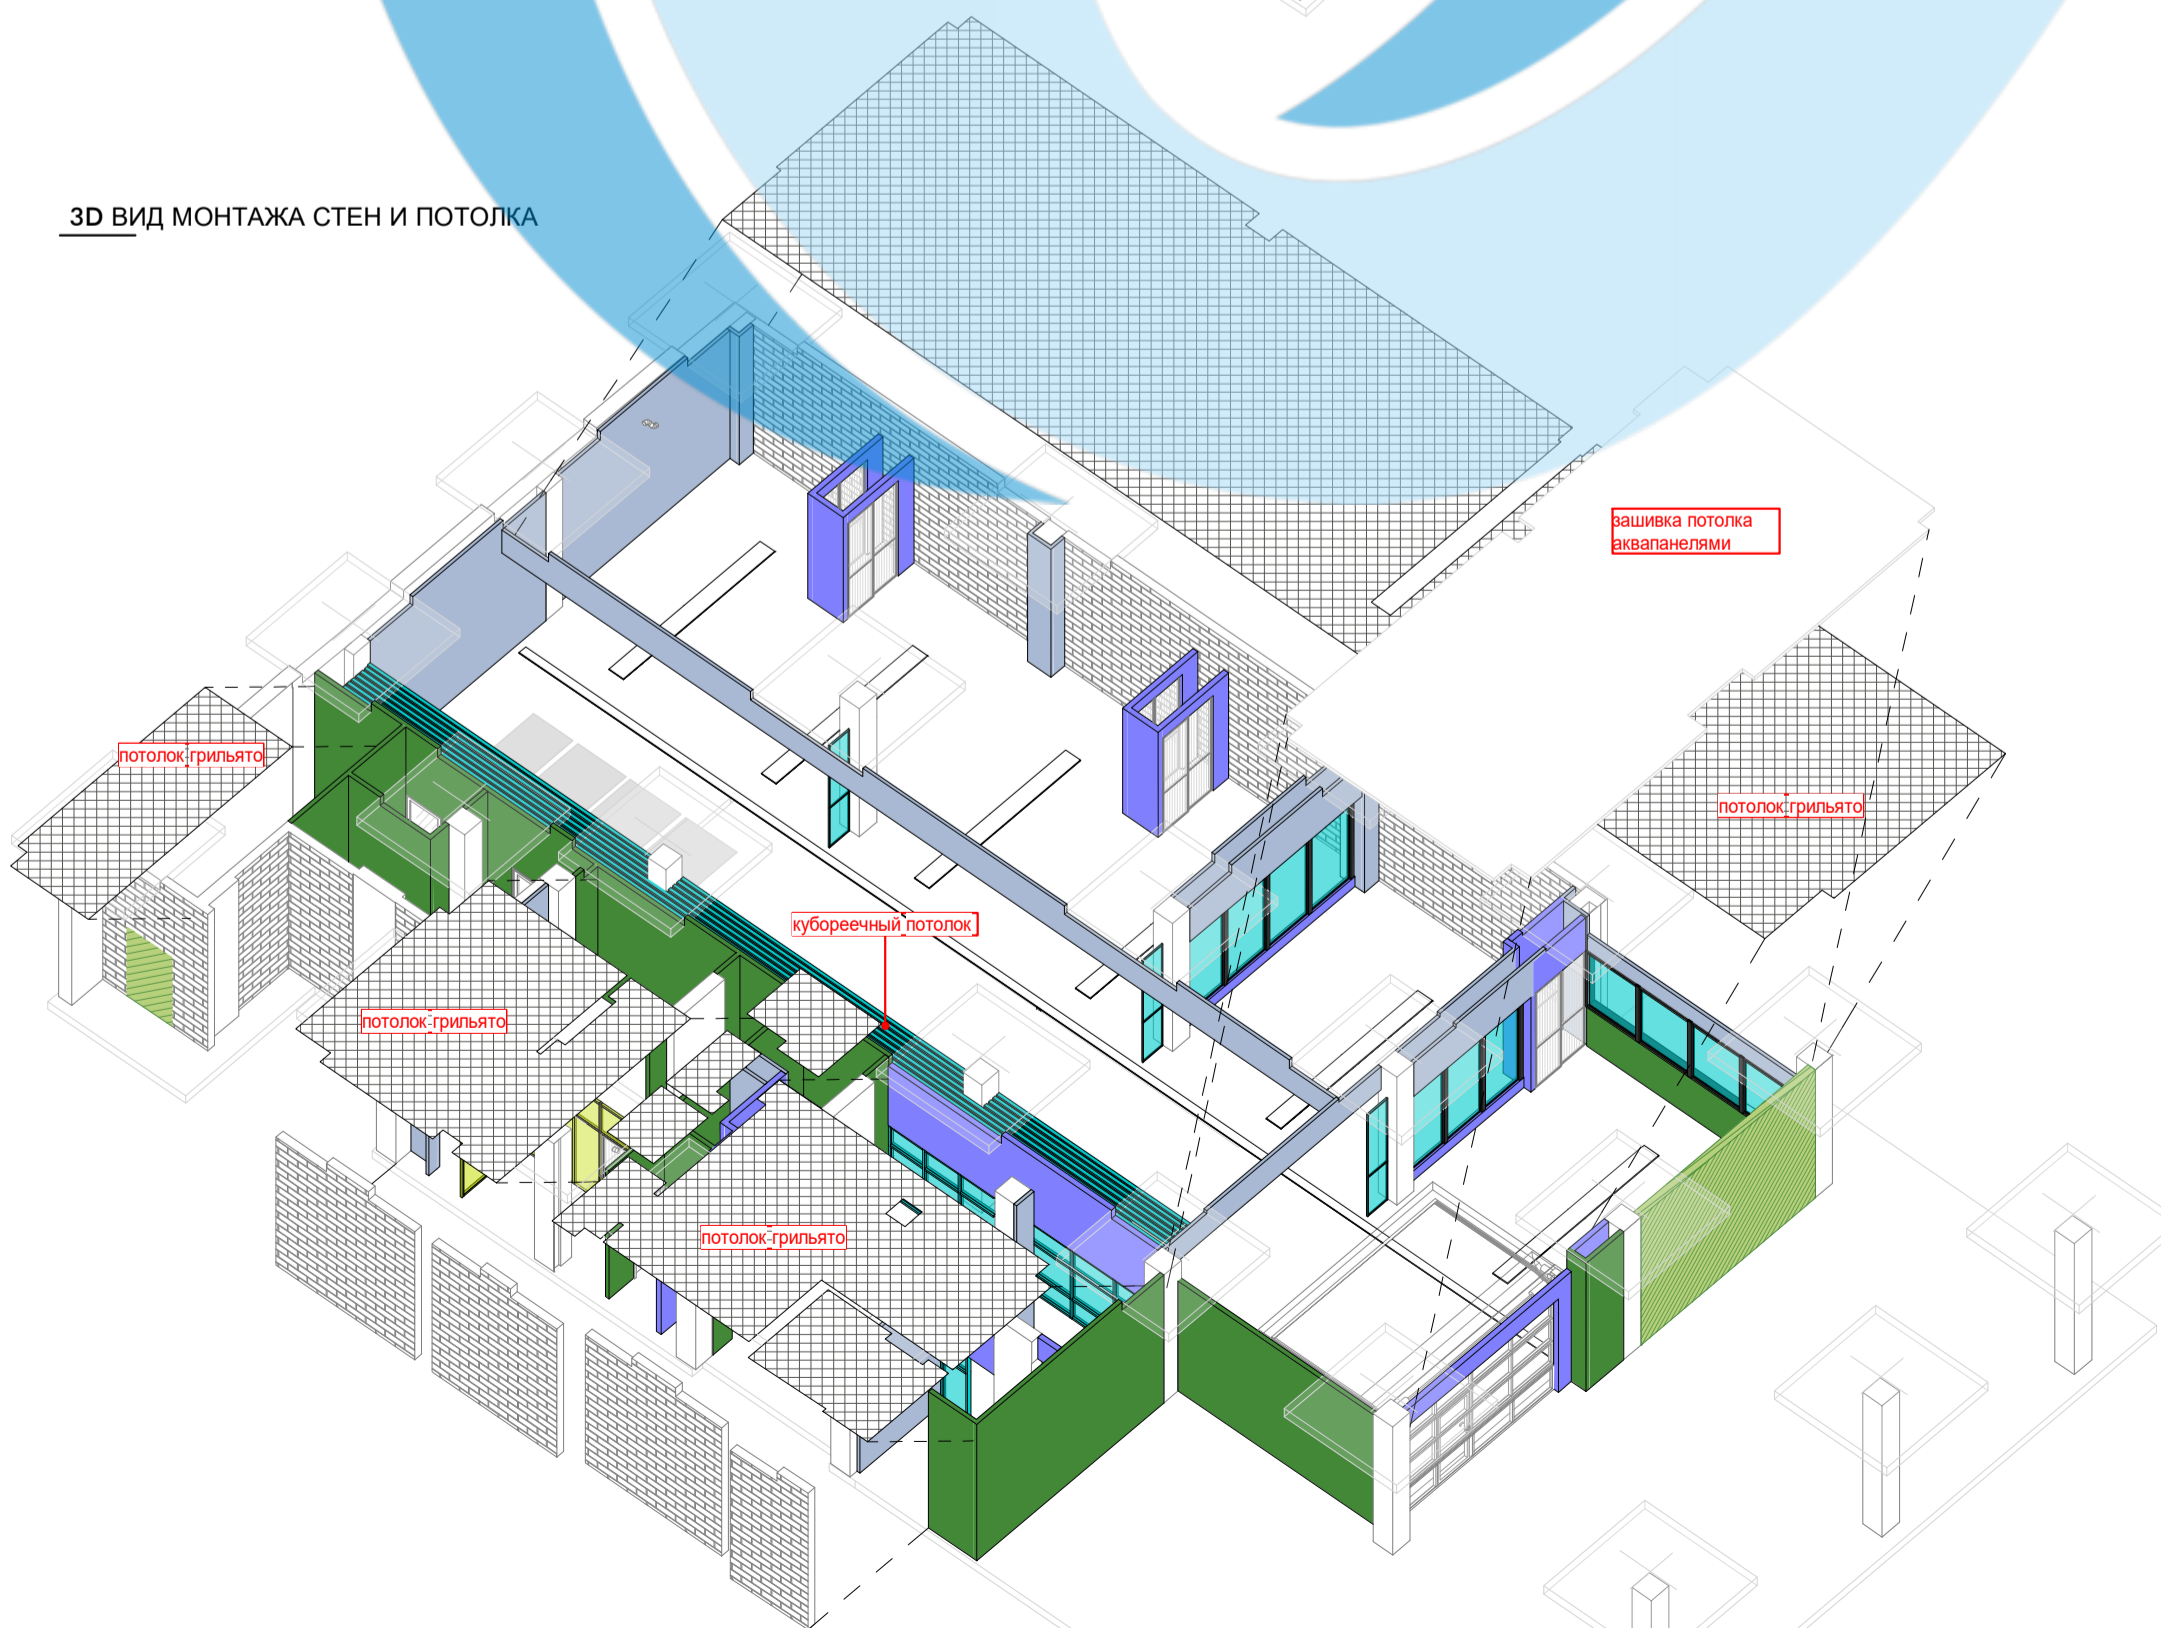 3D ВИД МОНТАЖА СТЕН И ПОТОЛКА
зашивка потолка
аквапанелями
потолок грильято
потолок грильято
кубореечный потолок
потолок грильято
потолок грильято